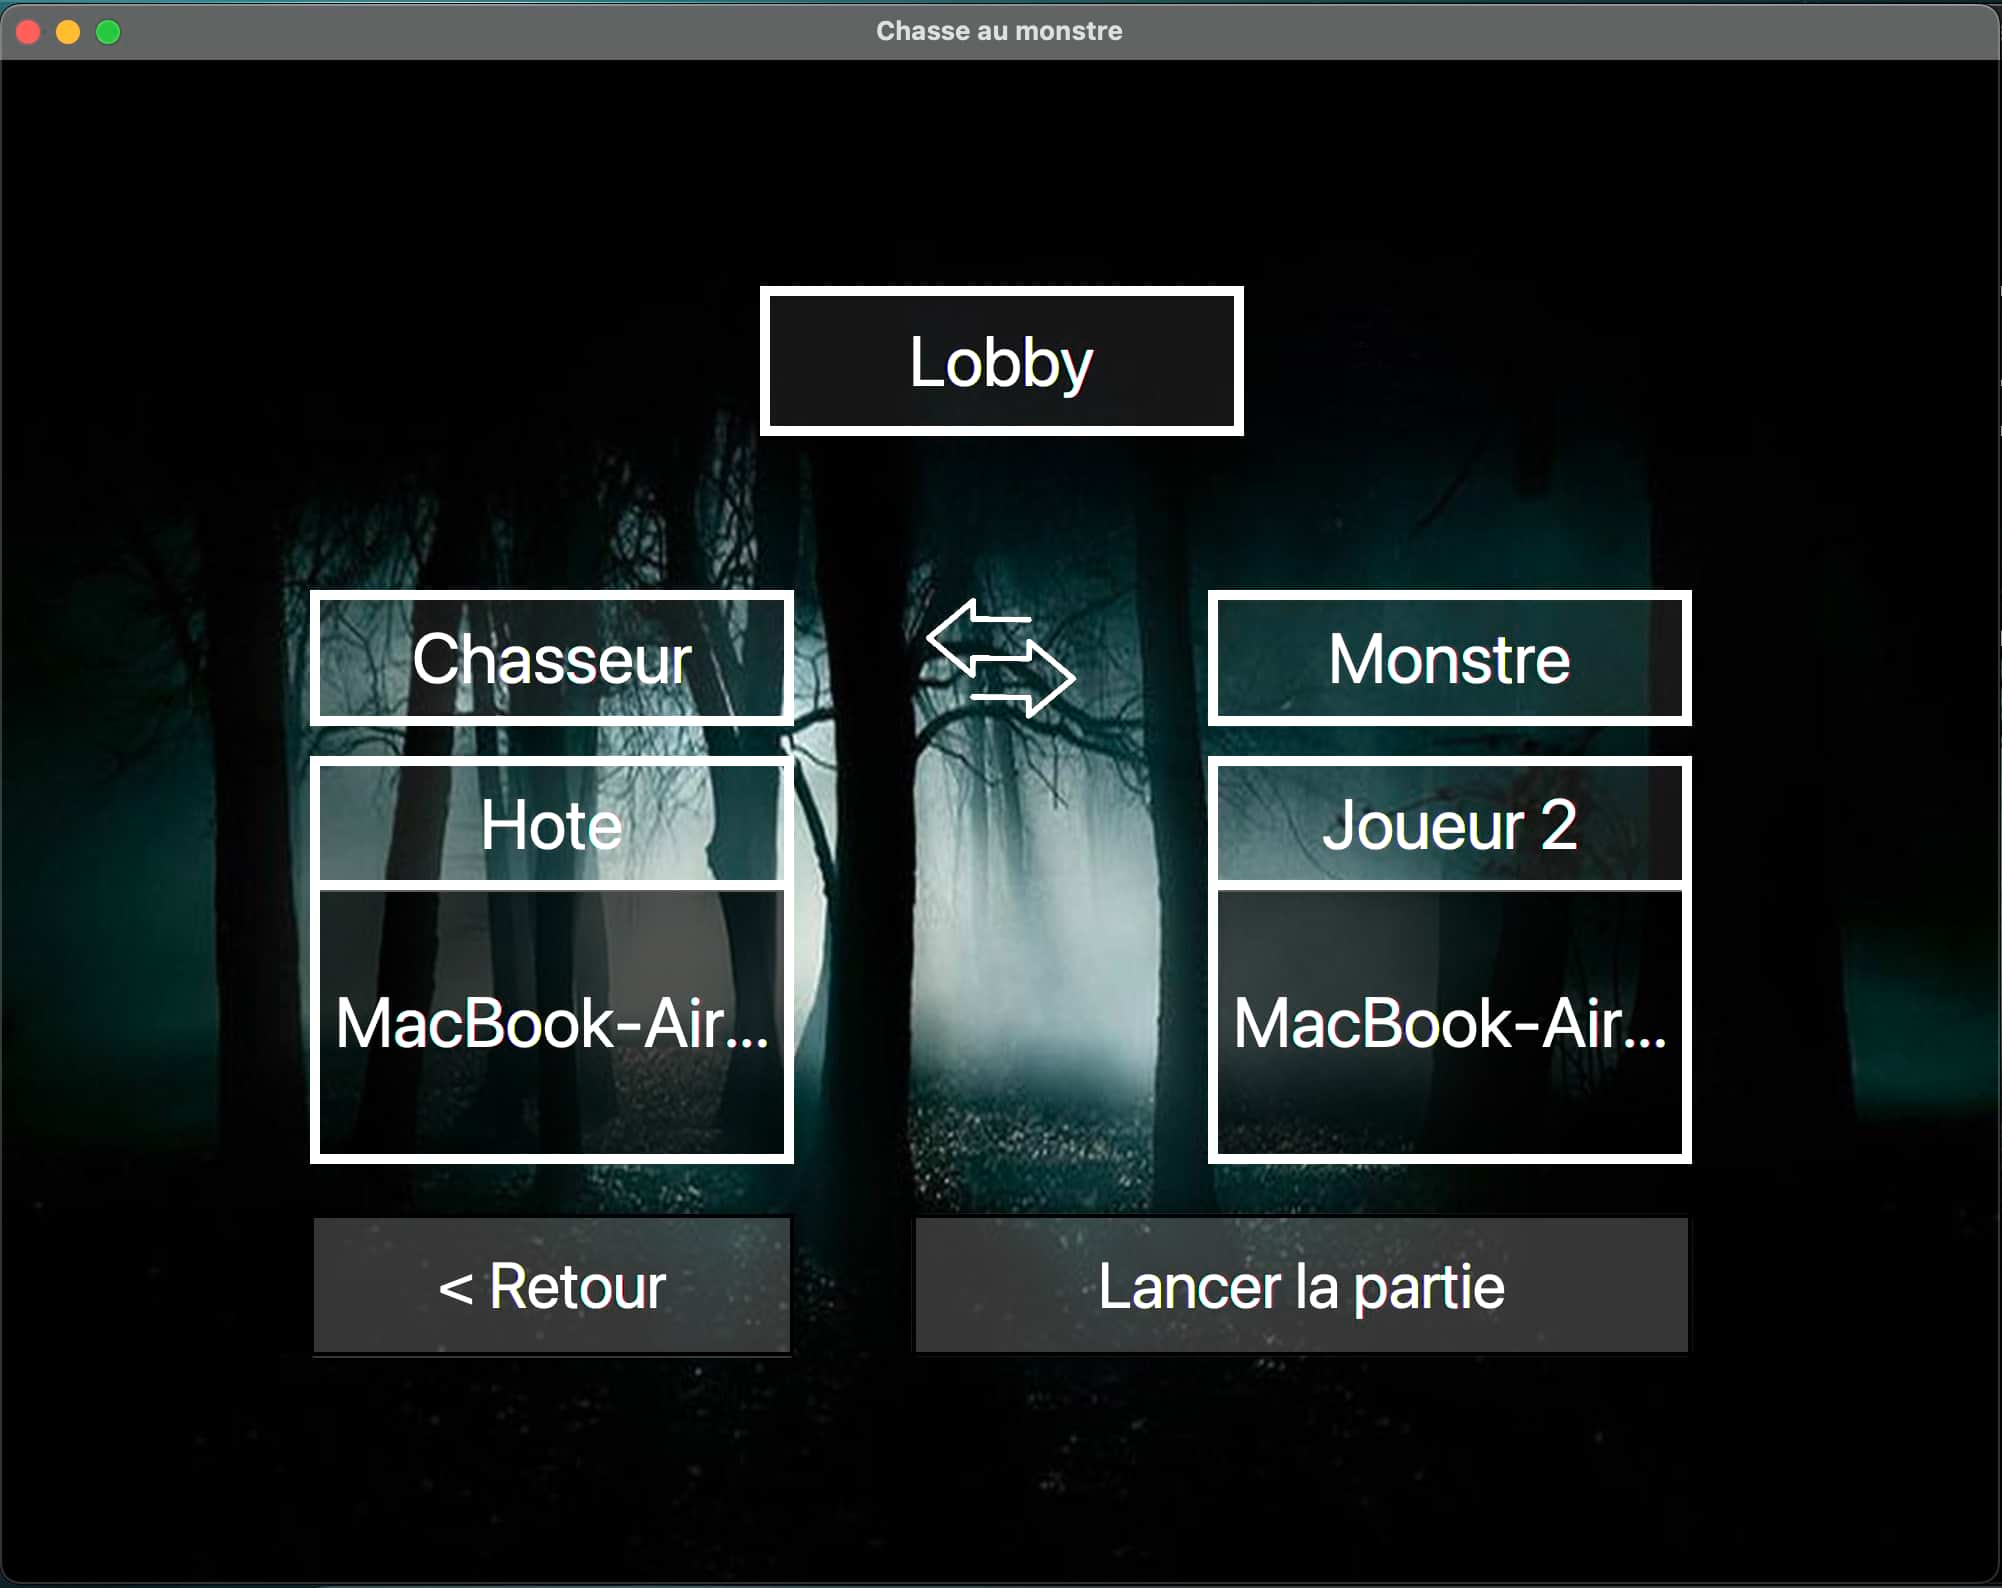 Chasse au monstre
Lobby
Chasseur
Monstre
Hote
Joueur 2
MacBook-Air...
MacBook-Air...
< Retour
Lancer la partie